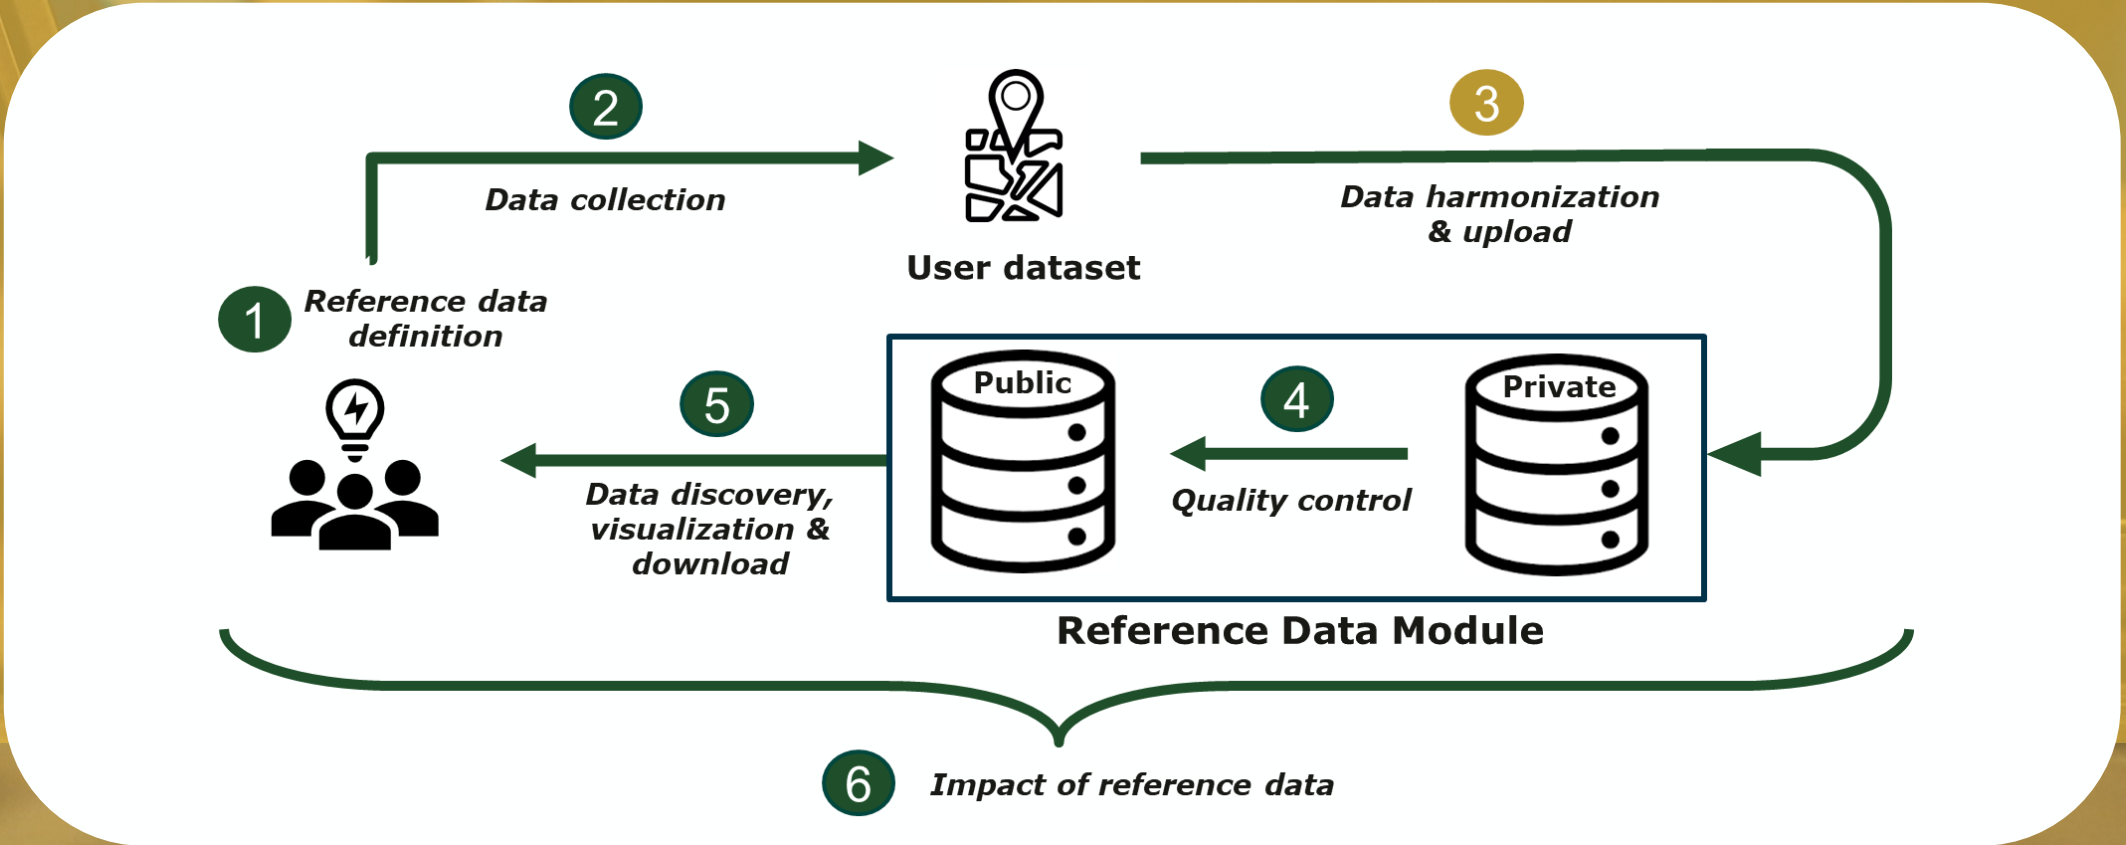 2
3
Data collection
Data harmonization
& upload
User dataset
1
Reference data
definition
Public
Private
5
4
Data discovery,
visualization &
download
Quality control
Reference Data Module
6
Impact of reference data